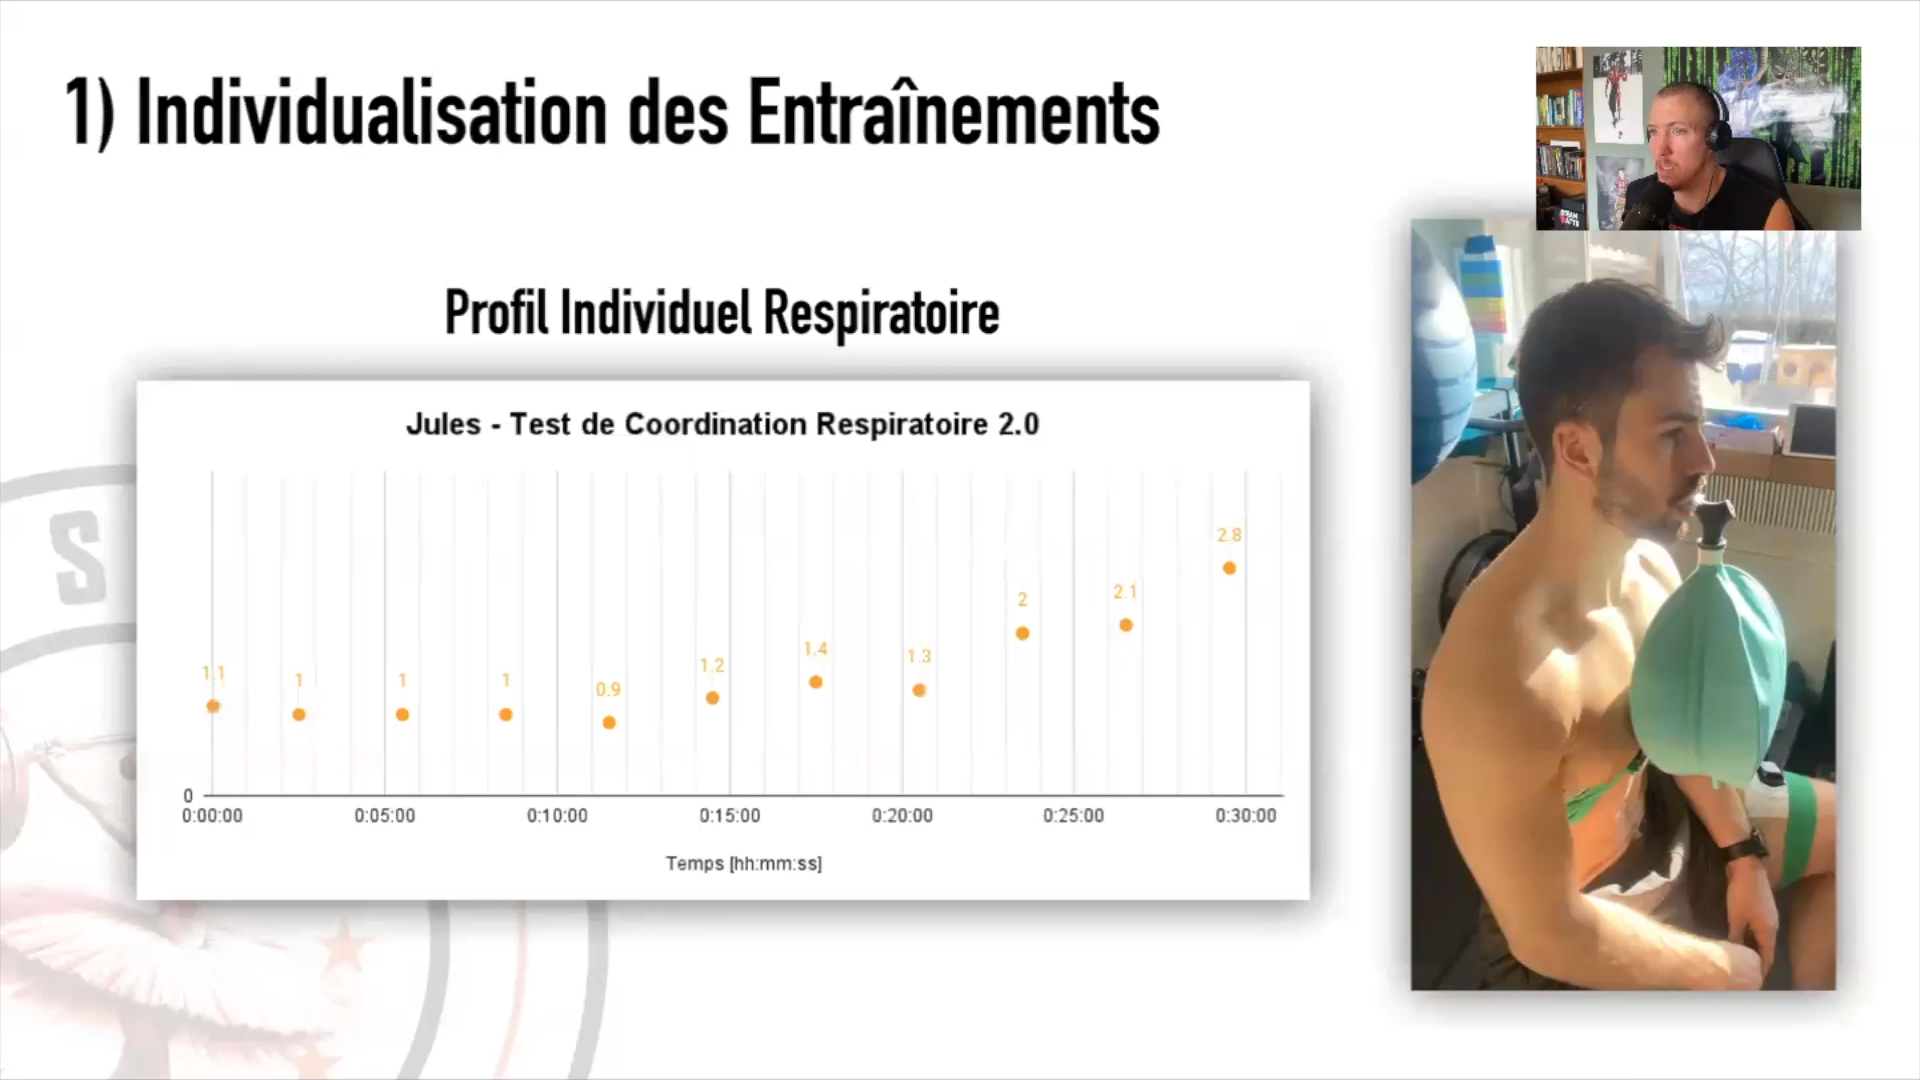 1) Individualisation des Entraînements
Profil Individuel Respiratoire
Jules - Test de Coordination Respiratoire 2.0
1.1
1
1
1
0.9
1.2
1.4
1.3
2
2.1
2.8
0
0:00:00 0:05:00 0:10:00 0:15:00 0:20:00 0:25:00 0:30:00
Temps [hh:mm:ss]
S